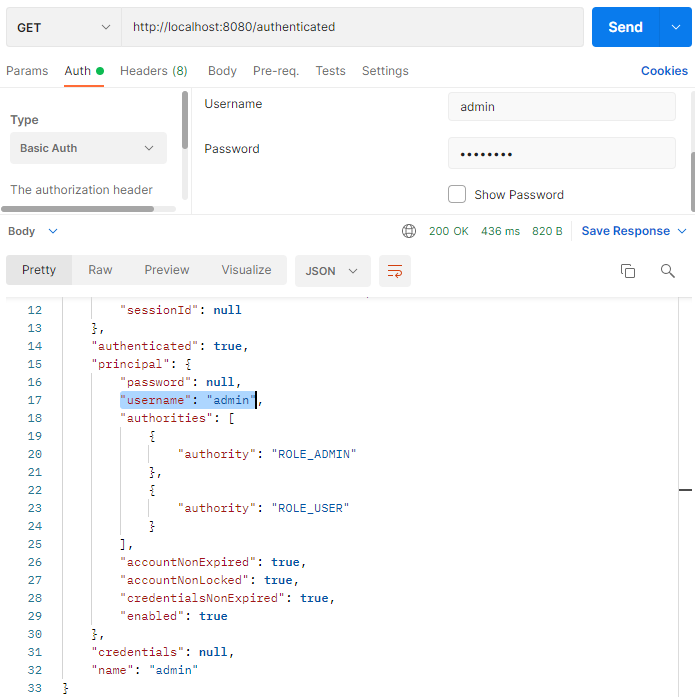 GET http://localhost:8080/authenticated Send
Params Auth Headers (8) Body Pre-req. Tests Settings Cookies
Type
Basic Auth
The authorization header
Username admin
Password ••••••••
Show Password
Body 200 OK 436 ms 820 B Save Response
Pretty Raw Preview Visualize JSON
12 "sessionId": null
13 },
14 "authenticated": true,
15 "principal": {
16 "password": null,
17 "username": "admin",
18 "authorities": [
19 {
20 "authority": "ROLE_ADMIN"
21 },
22 {
23 "authority": "ROLE_USER"
24 }
25 ],
26 "accountNonExpired": true,
27 "accountNonLocked": true,
28 "credentialsNonExpired": true,
29 "enabled": true
30 },
31 "credentials": null,
32 "name": "admin"
33 }